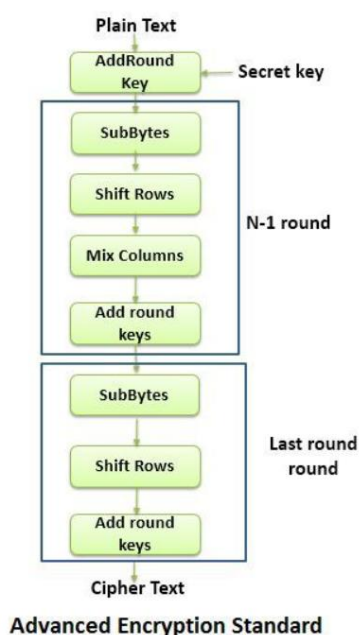 Plain Text
AddRound
Key
Secret key
SubBytes
Shift Rows
Mix Columns
Add round
keys
N-1 round
SubBytes
Shift Rows
Add round
keys
Last round
round
Cipher Text
Advanced Encryption Standard